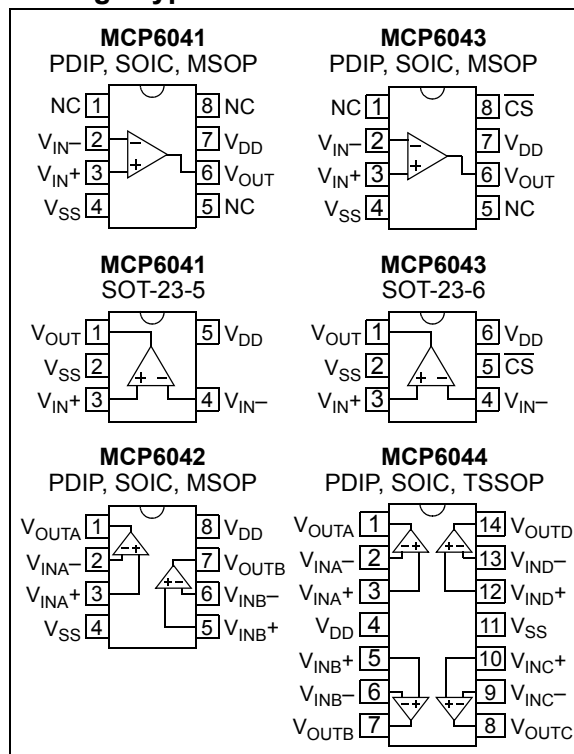 MCP6041
PDIP, SOIC, MSOP
NC 1 8 NC
VIN– 2 – 7 VDD
VIN+ 3 + 6 VOUT
VSS 4 5 NC
MCP6043
PDIP, SOIC, MSOP
NC 1 8 CS
VIN– 2 – 7 VDD
VIN+ 3 + 6 VOUT
VSS 4 5 NC
MCP6041
SOT-23-5
VOUT 1 5 VDD
VSS 2 + –
VIN+ 3 4 VIN–
MCP6043
SOT-23-6
VOUT 1 6 VDD
VSS 2 + – 5 CS
VIN+ 3 4 VIN–
MCP6042
PDIP, SOIC, MSOP
VOUTA 1 8 VDD
VINA– 2 – + 7 VOUTB
VINA+ 3 + – 6 VINB–
VSS 4 5 VINB+
MCP6044
PDIP, SOIC, TSSOP
VOUTA 1 14 VOUTD
VINA– 2 – + + – 13 VIND–
VINA+ 3 12 VIND+
VDD 4 11 VSS
VINB+ 5 10 VINC+
VINB– 6 – + + – 9 VINC–
VOUTB 7 8 VOUTC